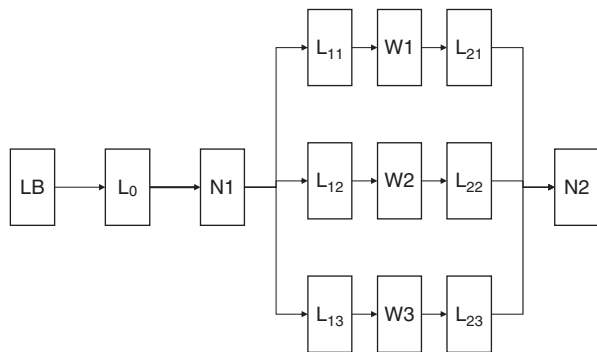 L₁₁ W1 L₂₁
LB L₀ N1 L₁₂ W2 L₂₂ N2
L₁₃ W3 L₂₃